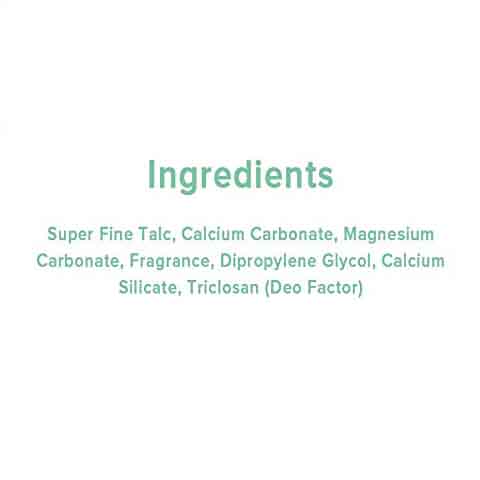 Ingredients
Super Fine Talc, Calcium Carbonate, Magnesium
Carbonate, Fragrance, Dipropylene Glycol, Calcium
Silicate, Triclosan (Deo Factor)